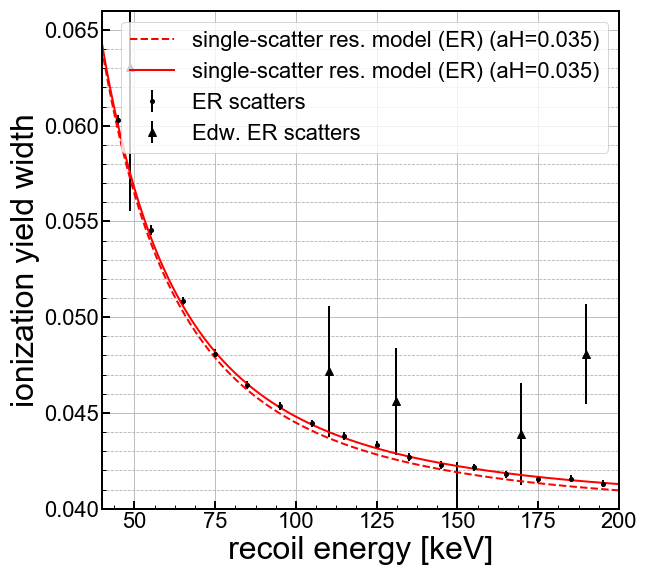 single-scatter res. model (ER) (aH=0.035)
single-scatter res. model (ER) (aH=0.035)
ER scatters
Edw. ER scatters
ionization yield width
0.065
0.060
0.055
0.050
0.045
0.040
50 75 100 125 150 175 200
recoil energy [keV]